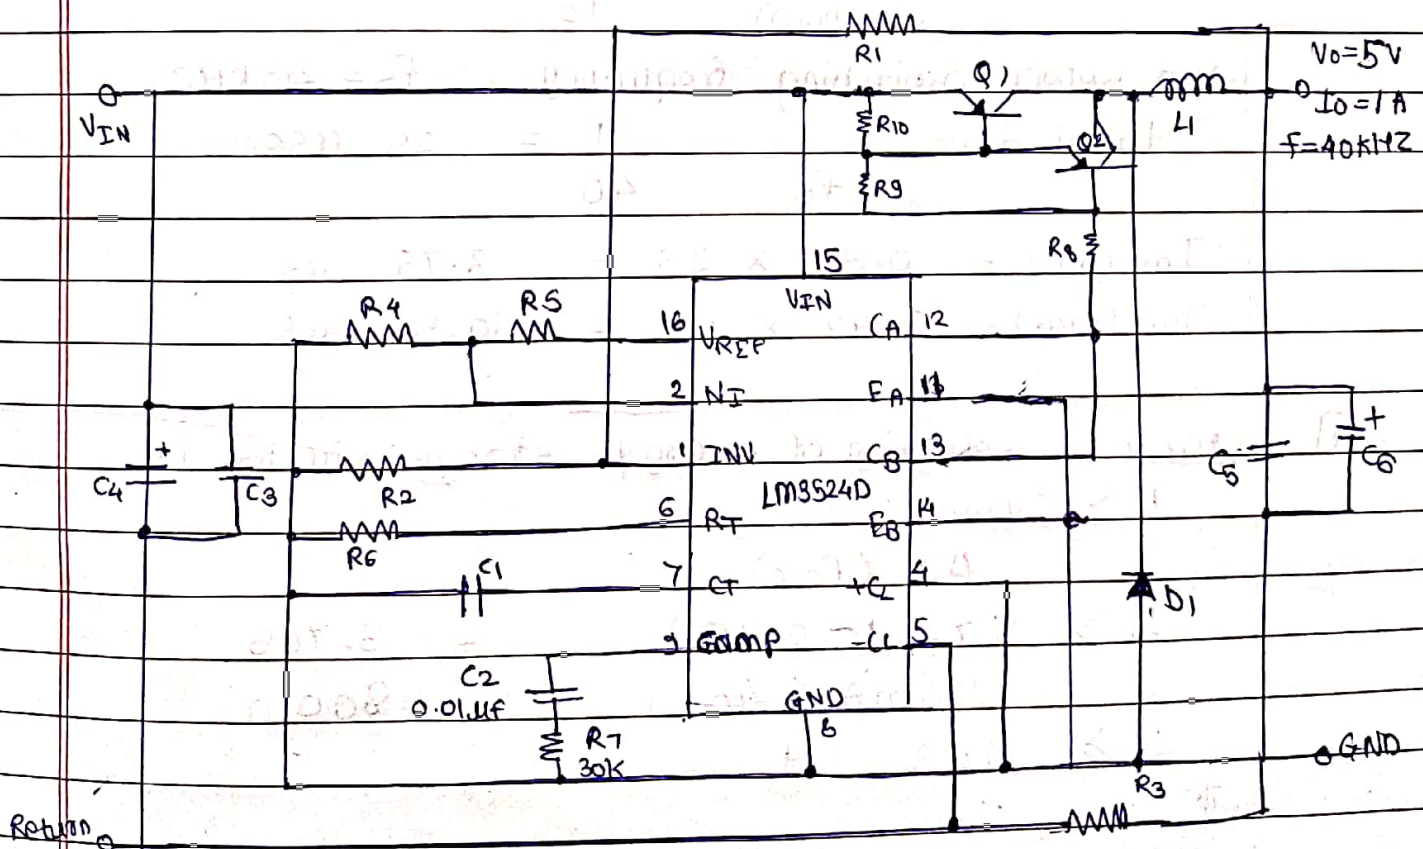 R1
Vo=5V
Q1
Io=1A
VIN
R10
L1
Q2
F=40KHZ
R9
R8
15
VIN
R4 R5
16 VREF CA 12
2 NI EA 11
+
1 INV CB 13
+
C4 C3
R2
LM3524D
C5 C6
6 RT EB 14
R6
C1
7 CT +CL 4
D1
9 Comp -CL 5
C2
0.01μf
GND
8
R7
30K
GND
R3
Return